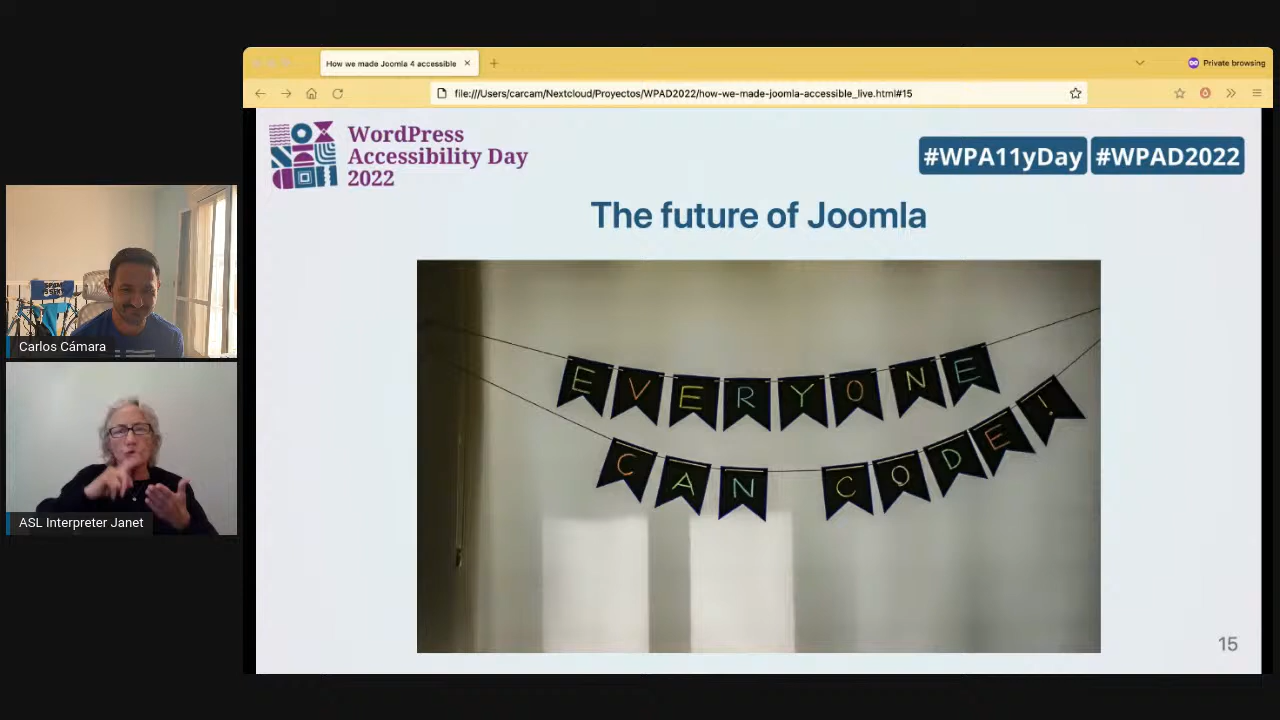 How we made Joomla 4 accessible
Private browsing
file:///Users/carcam/Nextcloud/Proyectos/WPAD2022/how-we-made-joomla-accessible_live.html#15
WordPress
Accessibility Day
2022
#WPA11yDay #WPAD2022
The future of Joomla
EVERYONE
CAN CODE!
15
Carlos Cámara
ASL Interpreter Janet